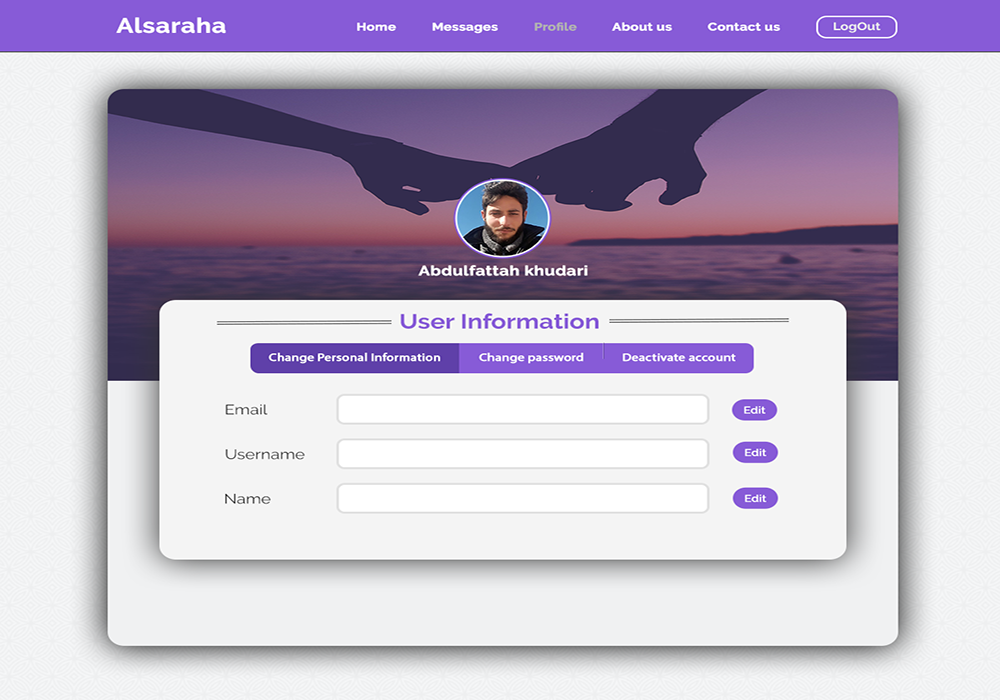 Alsaraha Home Messages Profile About us Contact us LogOut
Abdulfattah khudari
User Information
Change Personal Information Change password Deactivate account
Email Edit
Username Edit
Name Edit